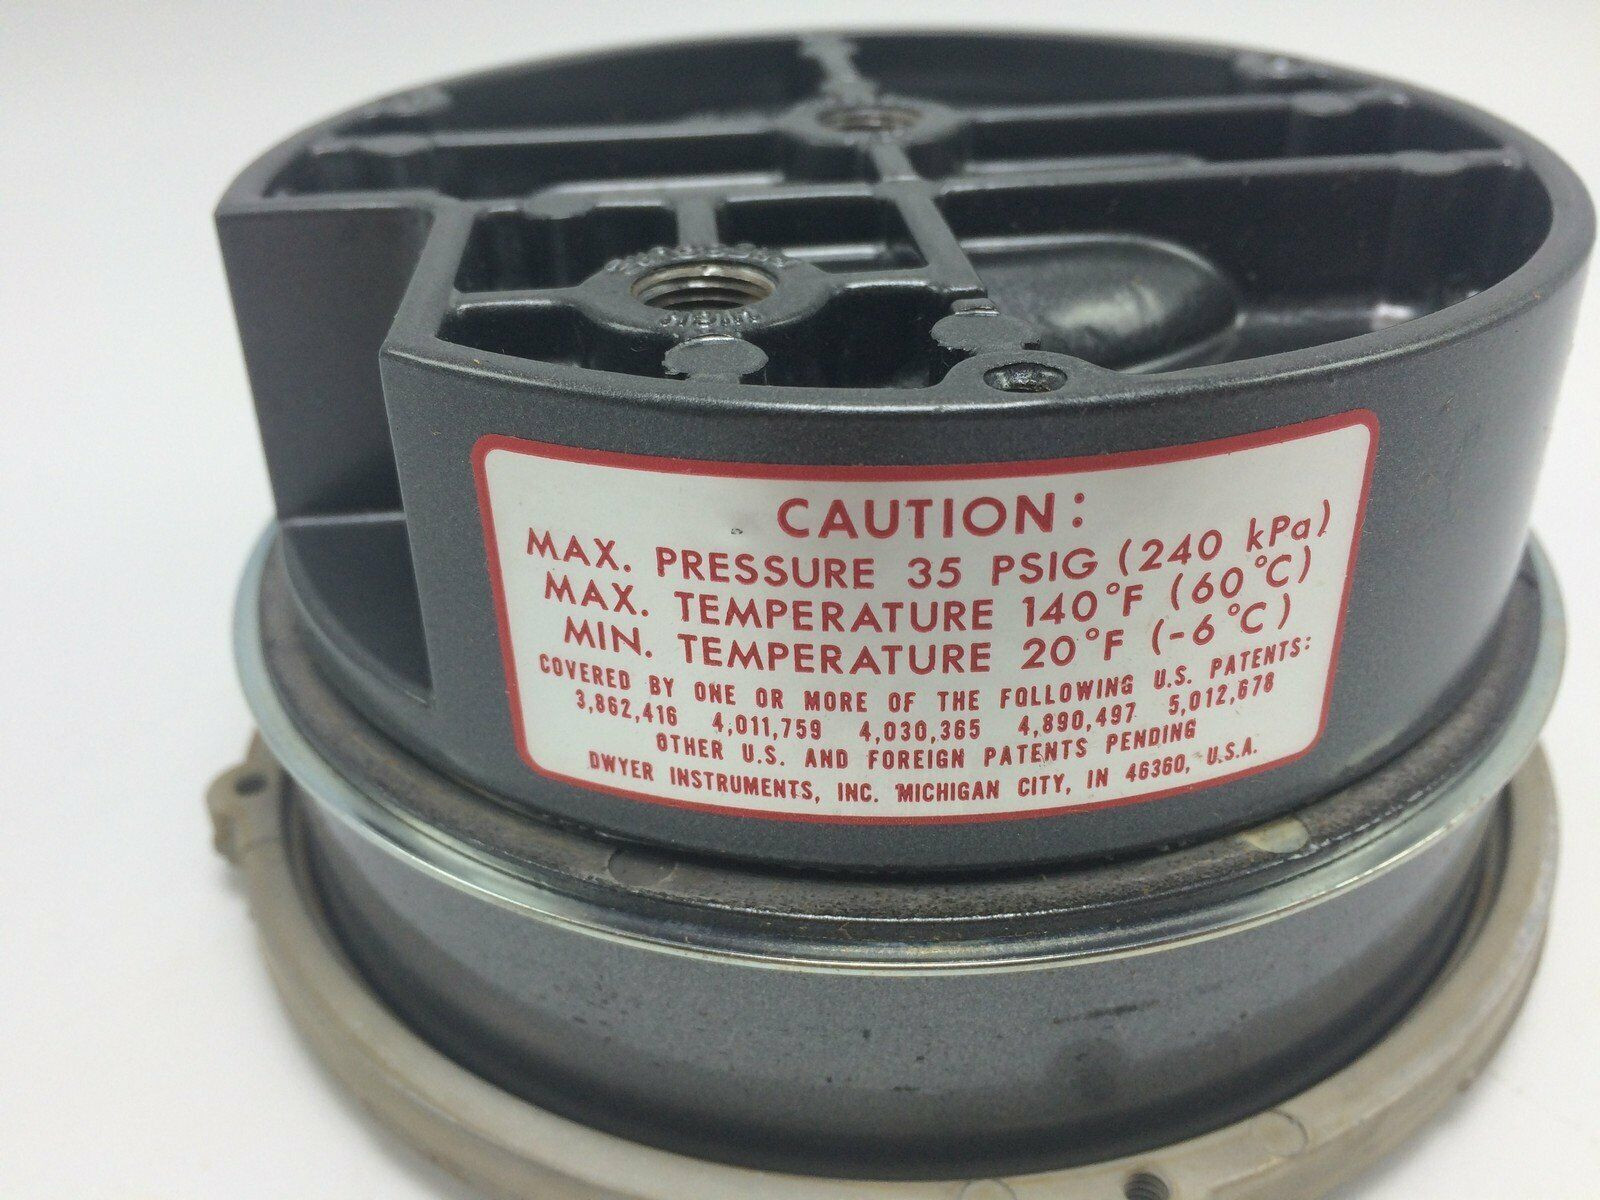 PRESSURE
HIGH
CAUTION:
MAX. PRESSURE 35 PSIG (240 kPa)
MAX. TEMPERATURE 140°F (60°C)
MIN. TEMPERATURE 20°F (-6°C)
COVERED BY ONE OR MORE OF THE FOLLOWING U.S. PATENTS:
3,862,416 4,011,759 4,030,365 4,890,497 5,012,678
OTHER U.S. AND FOREIGN PATENTS PENDING
DWYER INSTRUMENTS, INC. MICHIGAN CITY, IN 46360, U.S.A.